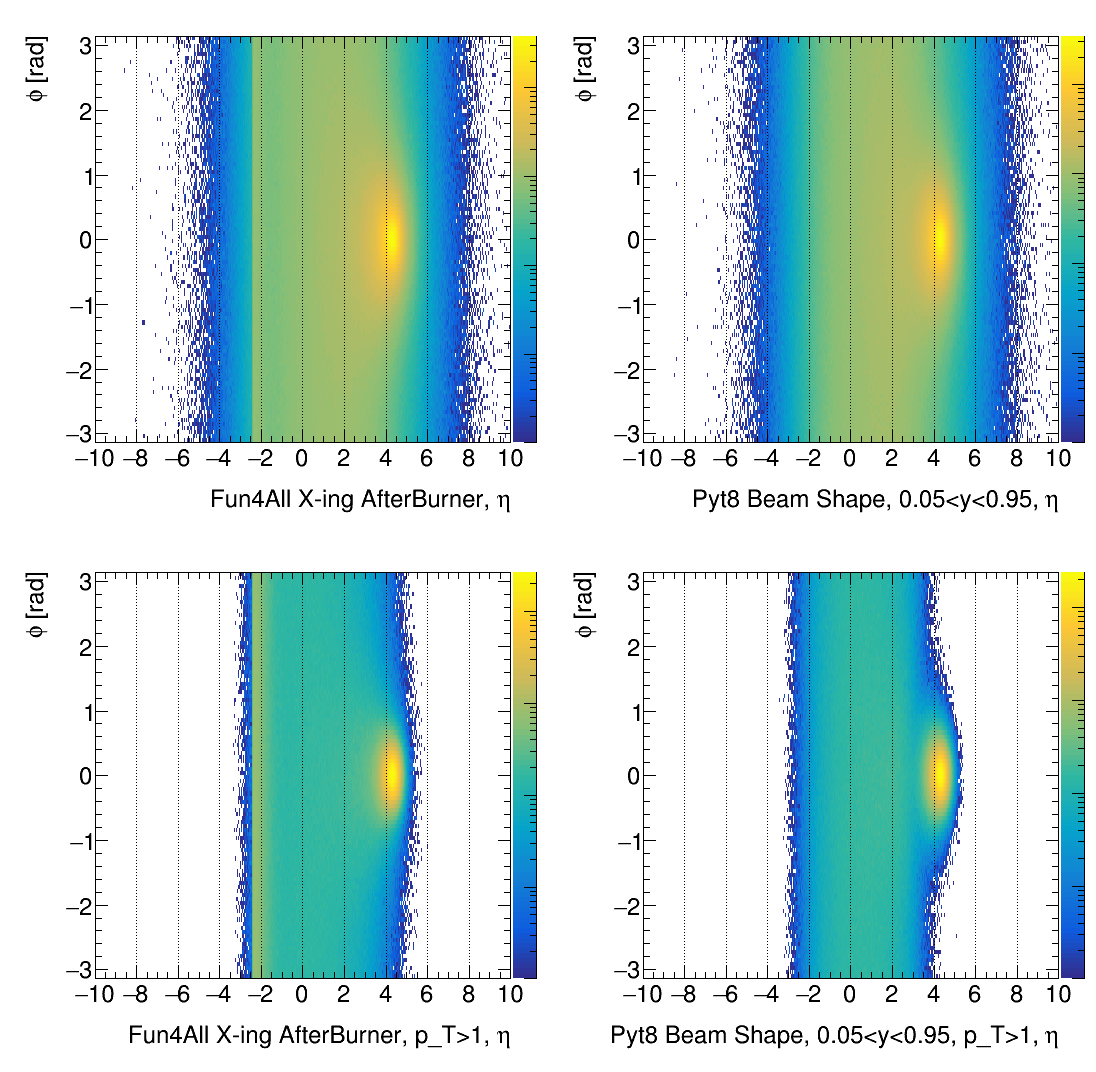 φ [rad]
3
2
1
0
−1
−2
−3
−10 −8 −6 −4 −2 0 2 4 6 8 10
Fun4All X-ing AfterBurner, η
φ [rad]
3
2
1
0
−1
−2
−3
−10 −8 −6 −4 −2 0 2 4 6 8 10
Pyt8 Beam Shape, 0.05<y<0.95, η
φ [rad]
3
2
1
0
−1
−2
−3
−10 −8 −6 −4 −2 0 2 4 6 8 10
Fun4All X-ing AfterBurner, p_T>1, η
φ [rad]
3
2
1
0
−1
−2
−3
−10 −8 −6 −4 −2 0 2 4 6 8 10
Pyt8 Beam Shape, 0.05<y<0.95, p_T>1, η